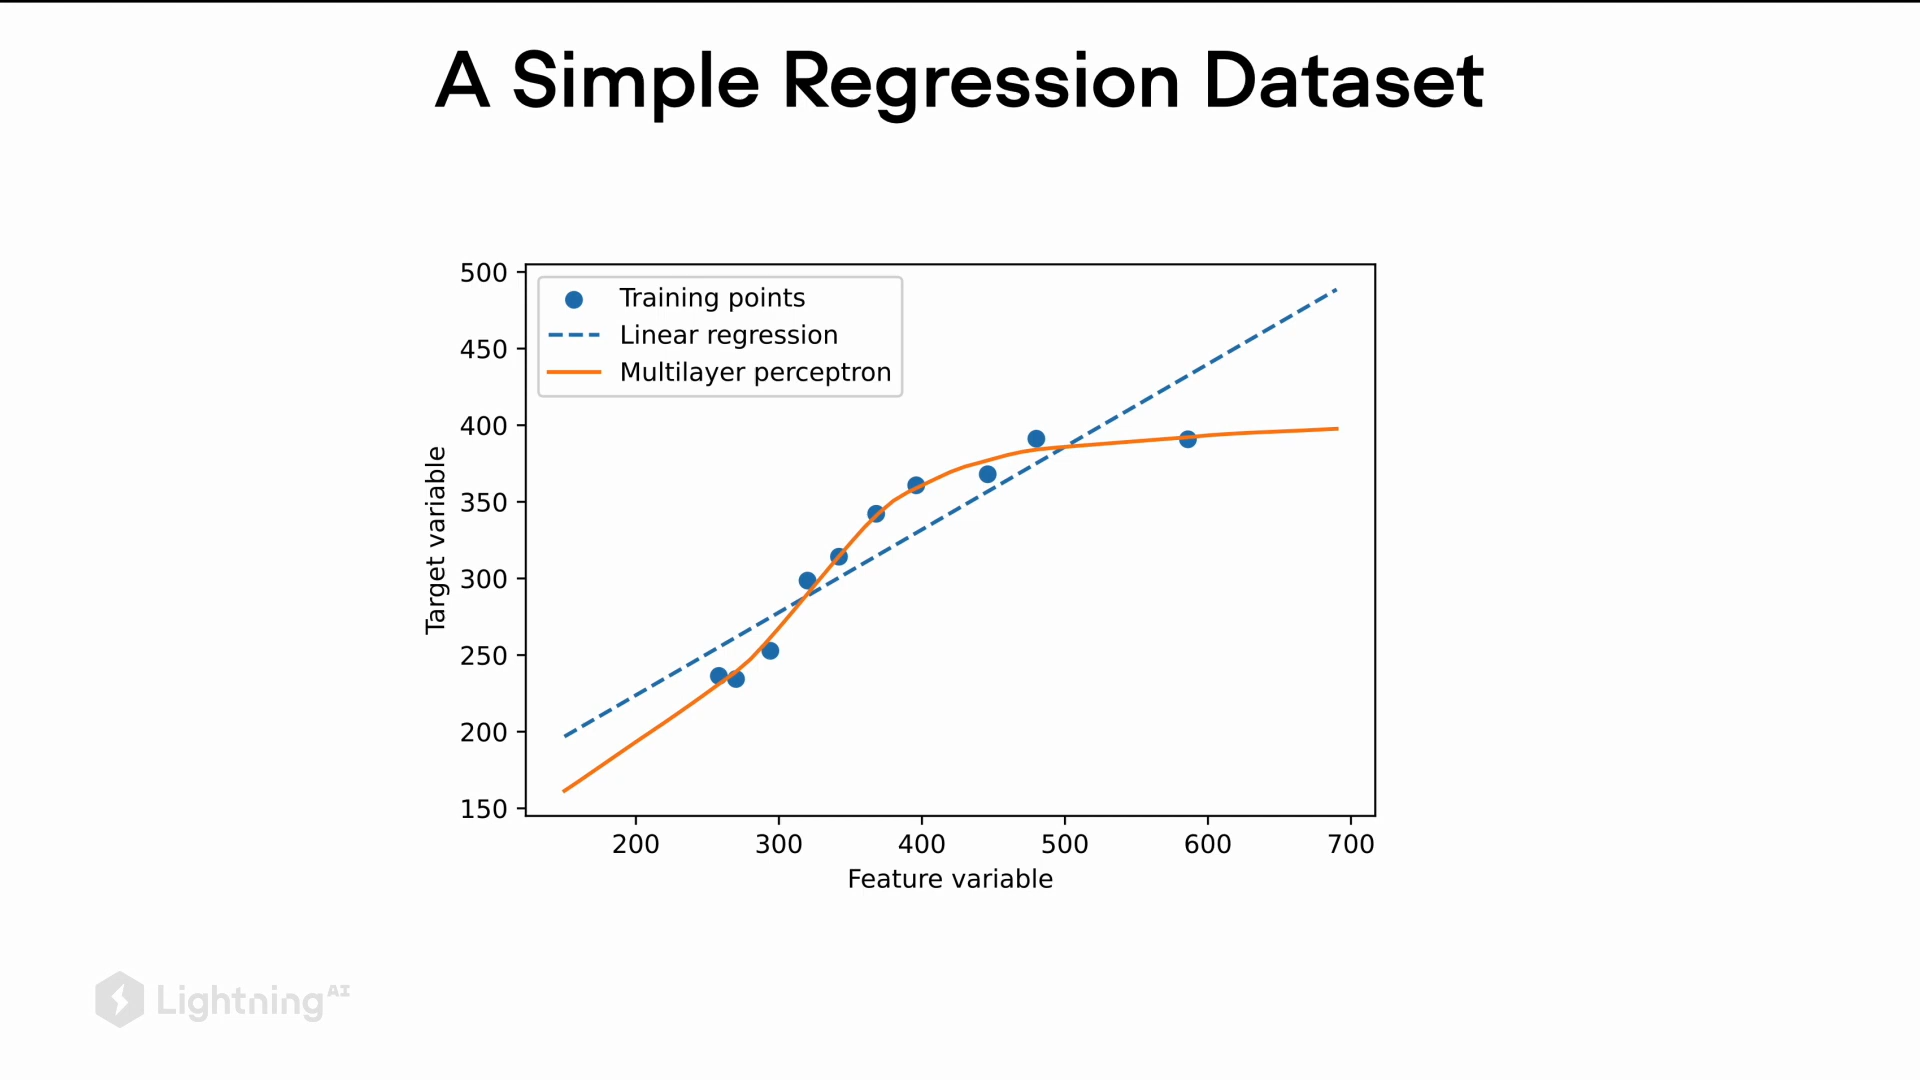 A Simple Regression Dataset
Training points
Linear regression
Multilayer perceptron
500
450
400
350
300
250
200
150
Target variable
200 300 400 500 600 700
Feature variable
Lightning AI